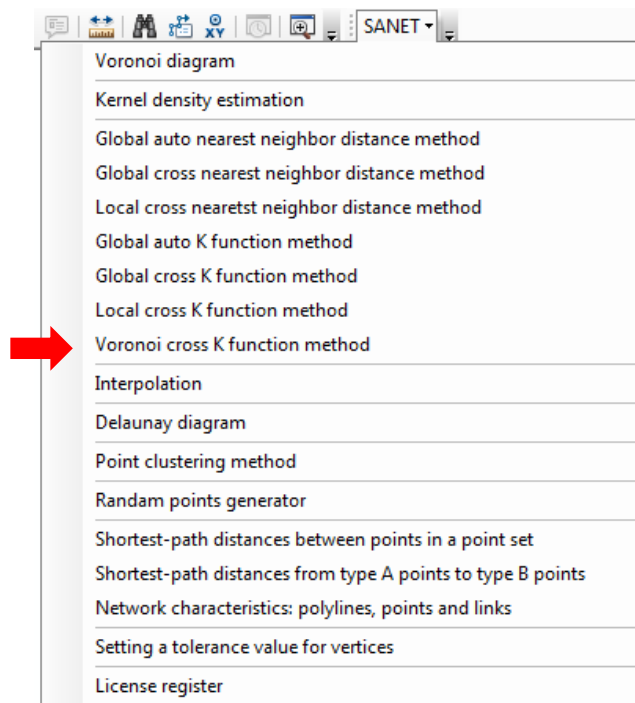 XY
SANET
Voronoi diagram
Kernel density estimation
Global auto nearest neighbor distance method
Global cross nearest neighbor distance method
Local cross nearetst neighbor distance method
Global auto K function method
Global cross K function method
Local cross K function method
Voronoi cross K function method
Interpolation
Delaunay diagram
Point clustering method
Randam points generator
Shortest-path distances between points in a point set
Shortest-path distances from type A points to type B points
Network characteristics: polylines, points and links
Setting a tolerance value for vertices
License register